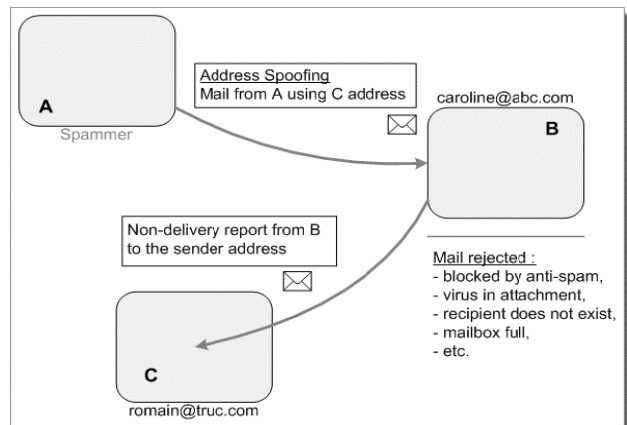 A
Spammer
Address Spoofing
Mail from A using C address
caroline@abc.com
B
Non-delivery report from B
to the sender address
Mail rejected :
- blocked by anti-spam,
- virus in attachment,
- recipient does not exist,
- mailbox full,
- etc.
C
romain@truc.com